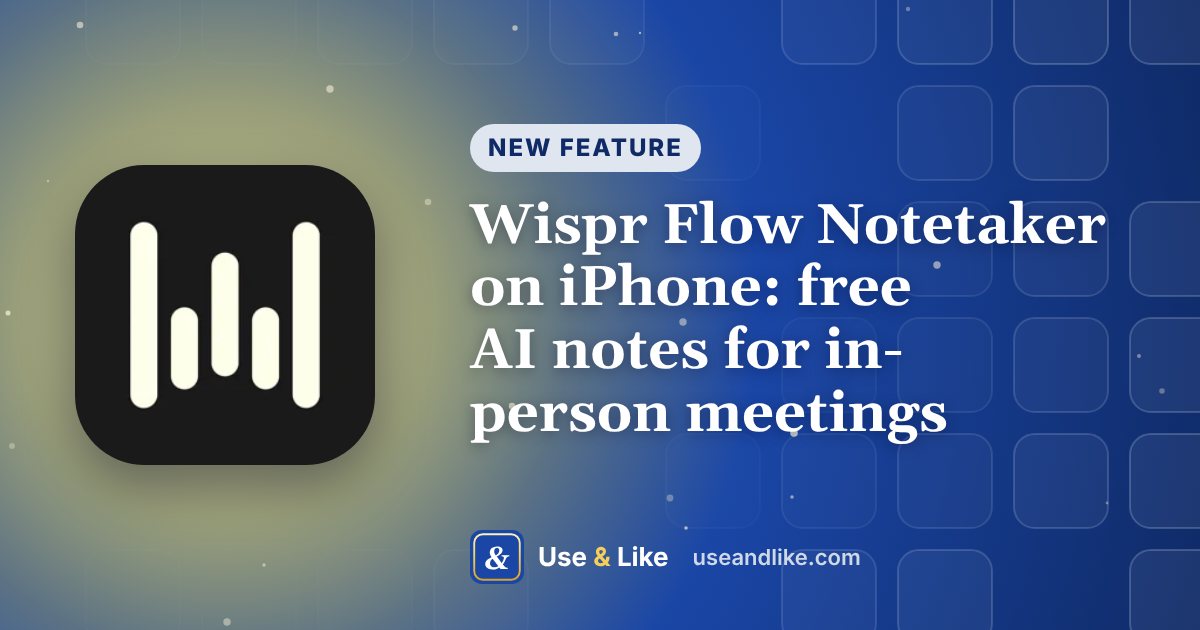 NEW FEATURE
Wispr Flow Notetaker
on iPhone: free
AI notes for in-
person meetings
& Use & Like useandlike.com